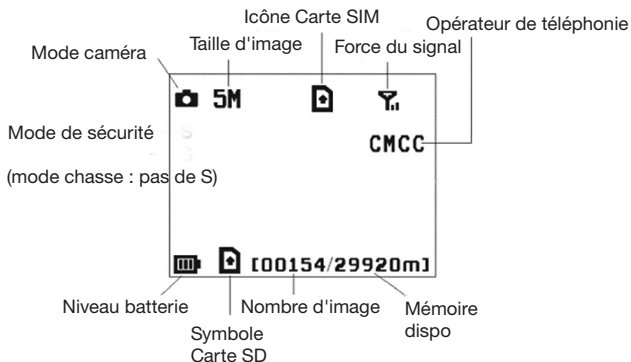 Icône Carte SIM
Opérateur de téléphonie
Taille d'image
Force du signal
Mode caméra
5M
Mode de sécurité
S
S
CMCC
(mode chasse : pas de S)
[00154/29920m]
Niveau batterie
Nombre d'image
Mémoire
dispo
Symbole
Carte SD